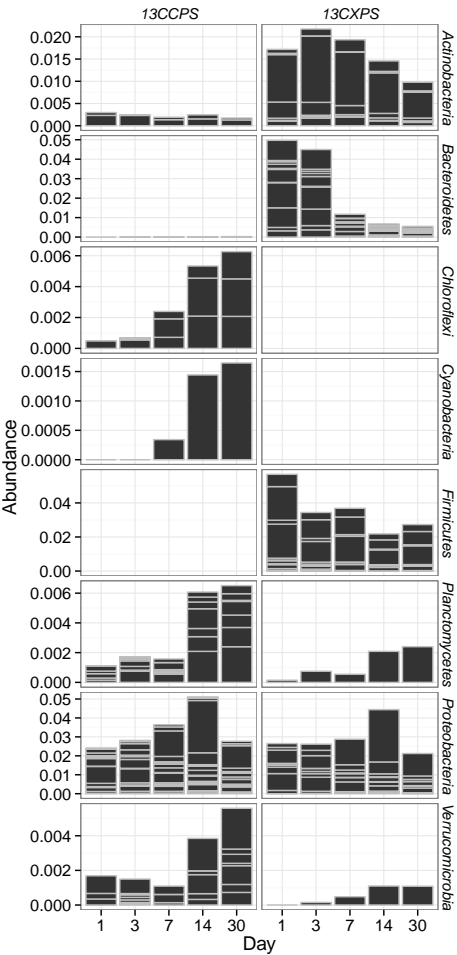 13CCPS 13CXPS
0.020
0.015
0.010
0.005
0.000
Actinobacteria
0.05
0.04
0.03
0.02
0.01
0.00
Bacteroidetes
0.006
0.004
0.002
0.000
Chloroflexi
0.0015
0.0010
0.0005
0.0000
Cyanobacteria
Abundance
0.04
0.02
0.00
Firmicutes
0.006
0.004
0.002
0.000
Planctomycetes
0.05
0.04
0.03
0.02
0.01
0.00
Proteobacteria
0.004
0.002
0.000
Verrucomicrobia
1 3 7 14 30 1 3 7 14 30
Day